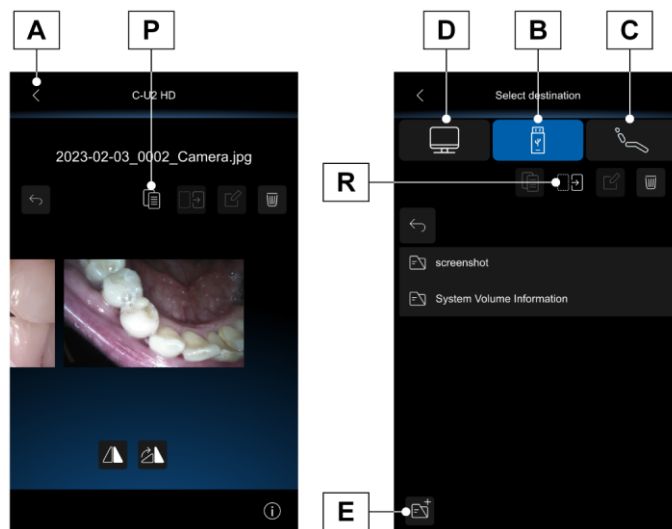 A
P
D
B
C
C-U2 HD
Select destination
2023-02-03_0002_Camera.jpg
R
screenshot
System Volume Information
E